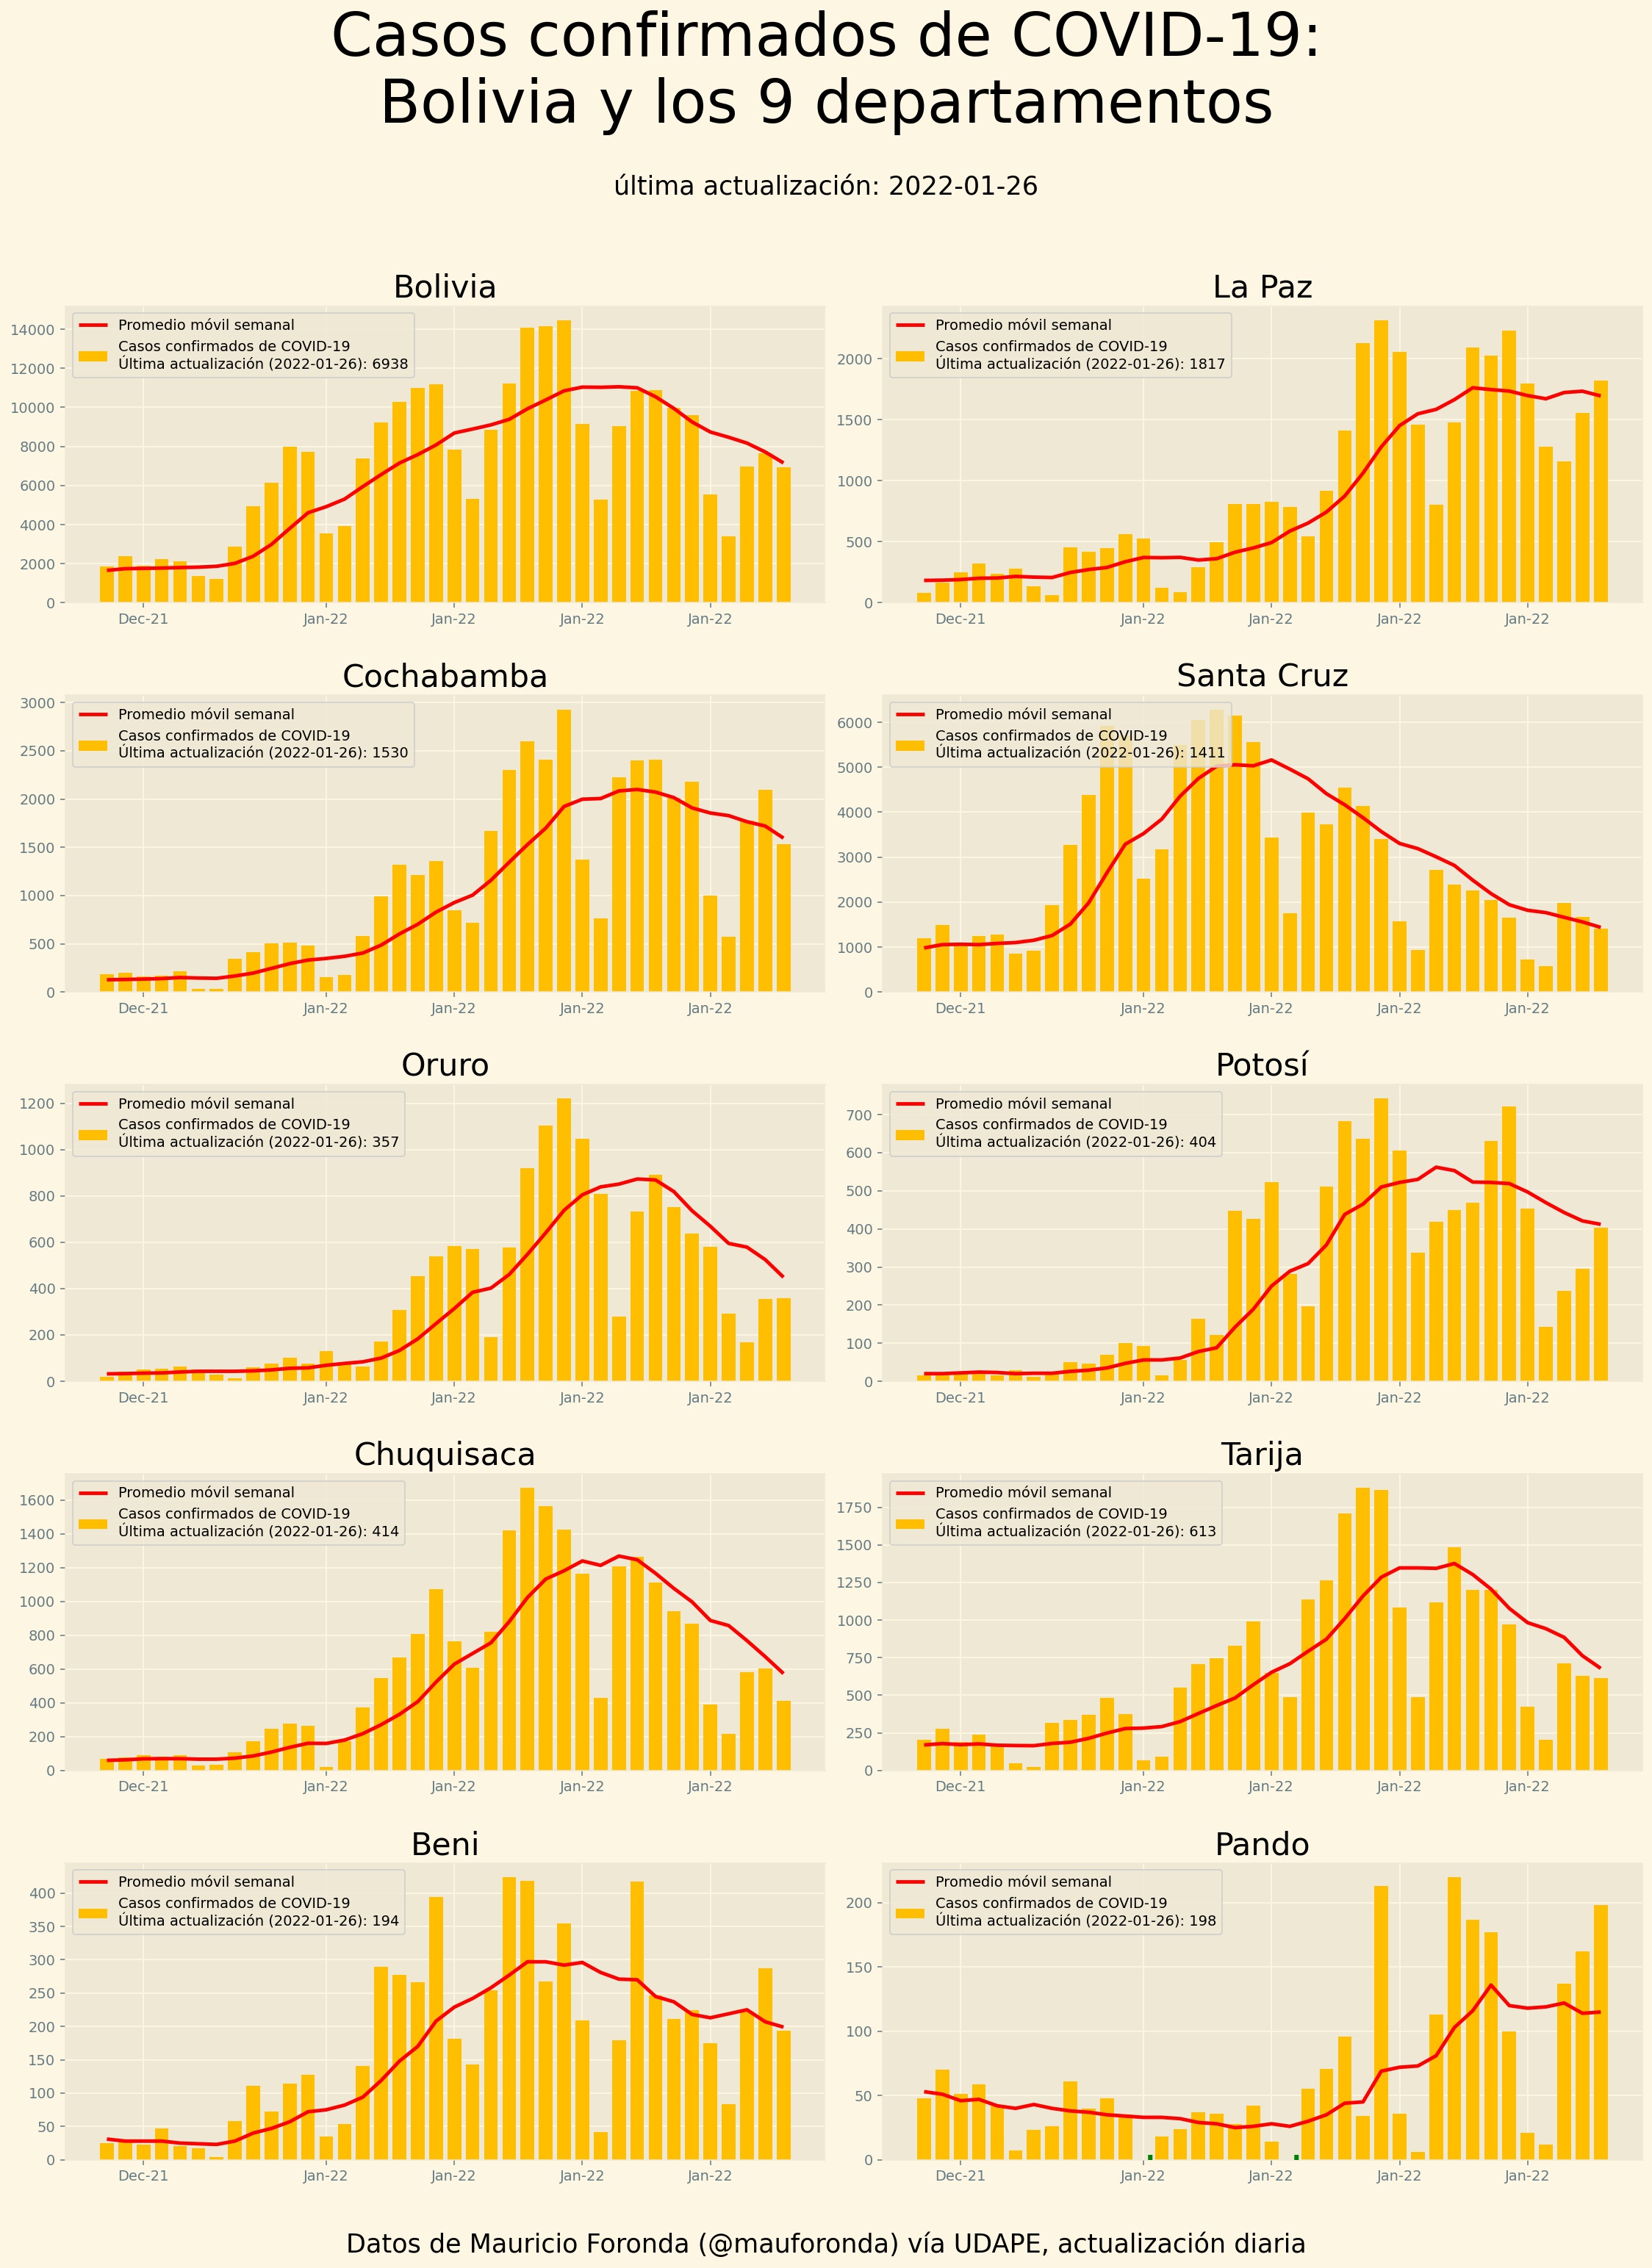 Casos confirmados de COVID-19:
Bolivia y los 9 departamentos
última actualización: 2022-01-26
Bolivia
Promedio móvil semanal
Casos confirmados de COVID-19
Última actualización (2022-01-26): 6938
14000
12000
10000
8000
6000
4000
2000
0
Dec-21 Jan-22 Jan-22 Jan-22 Jan-22
La Paz
Promedio móvil semanal
Casos confirmados de COVID-19
Última actualización (2022-01-26): 1817
2000
1500
1000
500
0
Dec-21 Jan-22 Jan-22 Jan-22 Jan-22
Cochabamba
Promedio móvil semanal
Casos confirmados de COVID-19
Última actualización (2022-01-26): 1530
3000
2500
2000
1500
1000
500
0
Dec-21 Jan-22 Jan-22 Jan-22 Jan-22
Santa Cruz
Promedio móvil semanal
Casos confirmados de COVID-19
Última actualización (2022-01-26): 1411
6000
5000
4000
3000
2000
1000
0
Dec-21 Jan-22 Jan-22 Jan-22 Jan-22
Oruro
Promedio móvil semanal
Casos confirmados de COVID-19
Última actualización (2022-01-26): 357
1200
1000
800
600
400
200
0
Dec-21 Jan-22 Jan-22 Jan-22 Jan-22
Potosí
Promedio móvil semanal
Casos confirmados de COVID-19
Última actualización (2022-01-26): 404
700
600
500
400
300
200
100
0
Dec-21 Jan-22 Jan-22 Jan-22 Jan-22
Chuquisaca
Promedio móvil semanal
Casos confirmados de COVID-19
Última actualización (2022-01-26): 414
1600
1400
1200
1000
800
600
400
200
0
Dec-21 Jan-22 Jan-22 Jan-22 Jan-22
Tarija
Promedio móvil semanal
Casos confirmados de COVID-19
Última actualización (2022-01-26): 613
1750
1500
1250
1000
750
500
250
0
Dec-21 Jan-22 Jan-22 Jan-22 Jan-22
Beni
Promedio móvil semanal
Casos confirmados de COVID-19
Última actualización (2022-01-26): 194
400
350
300
250
200
150
100
50
0
Dec-21 Jan-22 Jan-22 Jan-22 Jan-22
Pando
Promedio móvil semanal
Casos confirmados de COVID-19
Última actualización (2022-01-26): 198
200
150
100
50
0
Dec-21 Jan-22 Jan-22 Jan-22 Jan-22
Datos de Mauricio Foronda (@mauforonda) vía UDAPE, actualización diaria